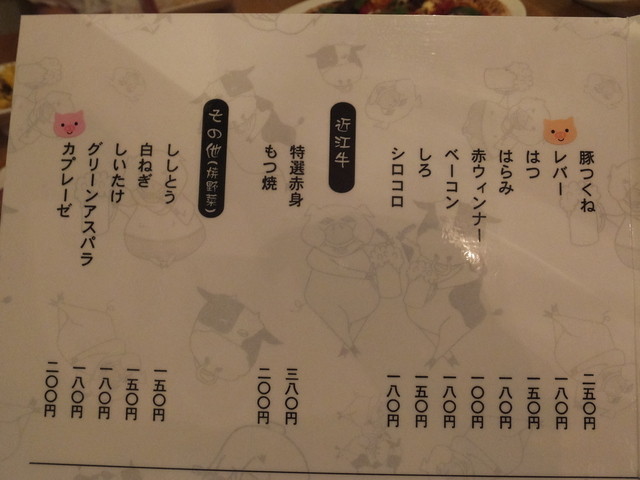 豚つくね 二五〇円
レバー 一八〇円
はつ 一五〇円
はらみ 一八〇円
赤ウィンナー 一〇〇円
ベーコン 一八〇円
しろ 一五〇円
シロコロ 一八〇円
近江牛
特選赤身 三八〇円
もつ焼 二〇〇円
その他(焼野菜)
ししとう 一五〇円
白ねぎ 一五〇円
しいたけ 一八〇円
グリーンアスパラ 一八〇円
カプレーゼ 二〇〇円